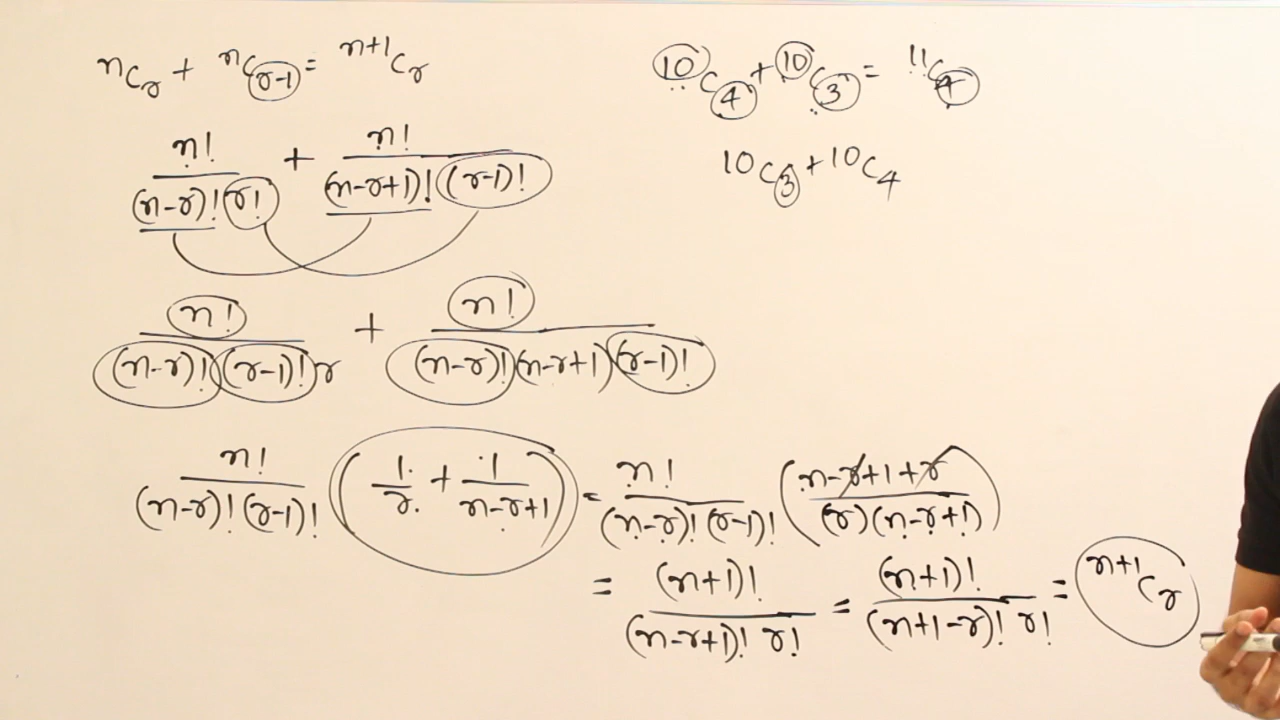 ⁿCᵣ + ⁿC₍ᵣ₋₁₎ = ⁿ⁺¹Cᵣ
¹⁰C₄ + ¹⁰C₃ = ¹¹C₄
¹⁰C₃ + ¹⁰C₄
n!/((n-r)! r!) + n!/((n-r+1)! (r-1)!)
n!/((n-r)! (r-1)! r) + n!/((n-r)! (n-r+1) (r-1)!)
n!/((n-r)! (r-1)!) (1/r + 1/(n-r+1)) = n!/((n-r)! (r-1)!) ((n-r+1+r)/((r)(n-r+1)))
= (n+1)!/((n-r+1)! r!) = (n+1)!/((n+1-r)! r!) = ⁿ⁺¹Cᵣ